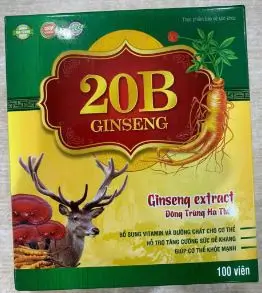 Thực phẩm bảo vệ sức khỏe
20B
GINSENG
Ginseng extract
Đông Trùng Hạ Thảo
BỔ SUNG VITAMIN VÀ DƯỠNG CHẤT CHO CƠ THỂ
HỖ TRỢ TĂNG CƯỜNG SỨC ĐỀ KHÁNG
GIÚP CƠ THỂ KHỎE MẠNH
100 viên